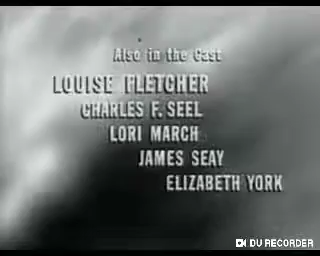 Also in the Cast
LOUISE FLETCHER
CHARLES F. SEEL
LORI MARCH
JAMES SEAY
ELIZABETH YORK
DU RECORDER